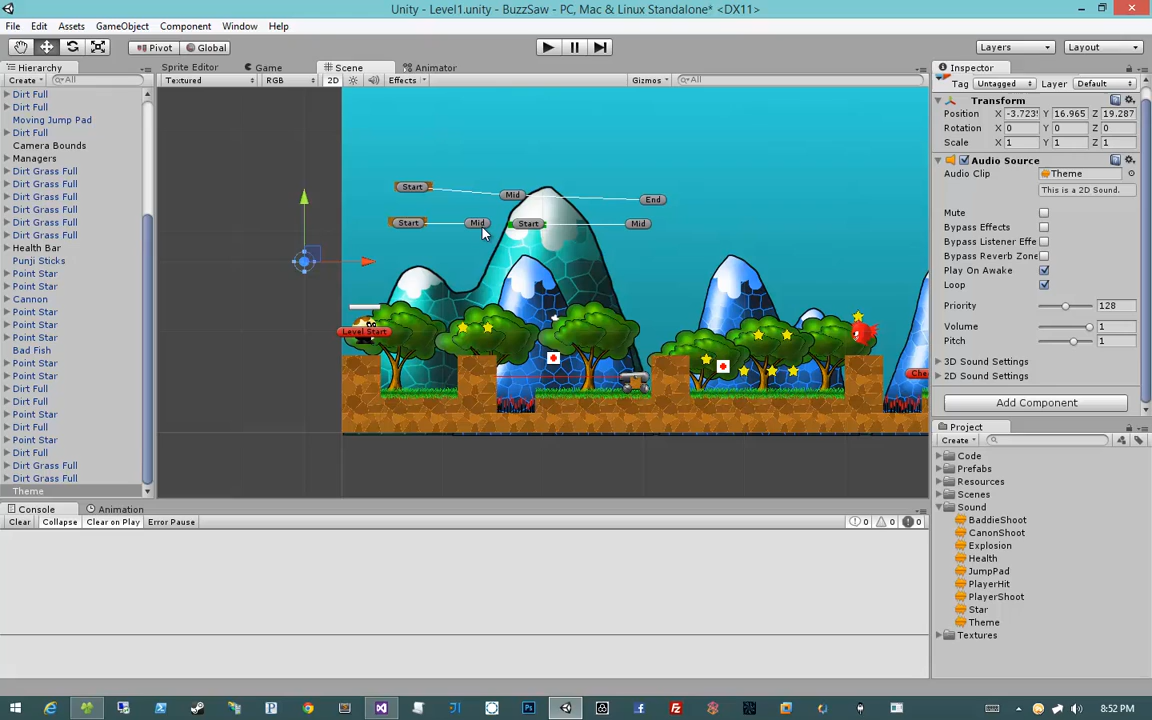 Unity - Level1.unity - BuzzSaw - PC, Mac & Linux Standalone* <DX11>
File Edit Assets GameObject Component Window Help
Pivot Global Layers Layout
Hierarchy Sprite Editor Game Scene Animator Inspector
Create All Textured RGB 2D Effects Gizmos All Tag Untagged Layer Default
Dirt Full
Dirt Full
Moving Jump Pad
Dirt Full
Camera Bounds
Managers
Dirt Grass Full
Dirt Grass Full
Dirt Grass Full
Dirt Grass Full
Dirt Grass Full
Dirt Grass Full
Health Bar
Punji Sticks
Point Star
Point Star
Cannon
Point Star
Point Star
Point Star
Bad Fish
Point Star
Point Star
Dirt Full
Dirt Full
Point Star
Dirt Full
Point Star
Dirt Full
Dirt Grass Full
Dirt Grass Full
Theme
Start Mid End
Start Mid Start Mid
Level Start
Transform
Position X -3.723 Y 16.965 Z 19.287
Rotation X 0 Y 0 Z 0
Scale X 1 Y 1 Z 1
Audio Source
Audio Clip Theme
This is a 2D Sound.
Mute
Bypass Effects
Bypass Listener Effe
Bypass Reverb Zone
Play On Awake
Loop
Priority 128
Volume 1
Pitch 1
3D Sound Settings
2D Sound Settings
Add Component
Project
Create
Code
Prefabs
Resources
Scenes
Sound
BaddieShoot
CanonShoot
Explosion
Health
JumpPad
PlayerHit
PlayerShoot
Star
Theme
Textures
Console Animation
Clear Collapse Clear on Play Error Pause 0 0 0
8:52 PM